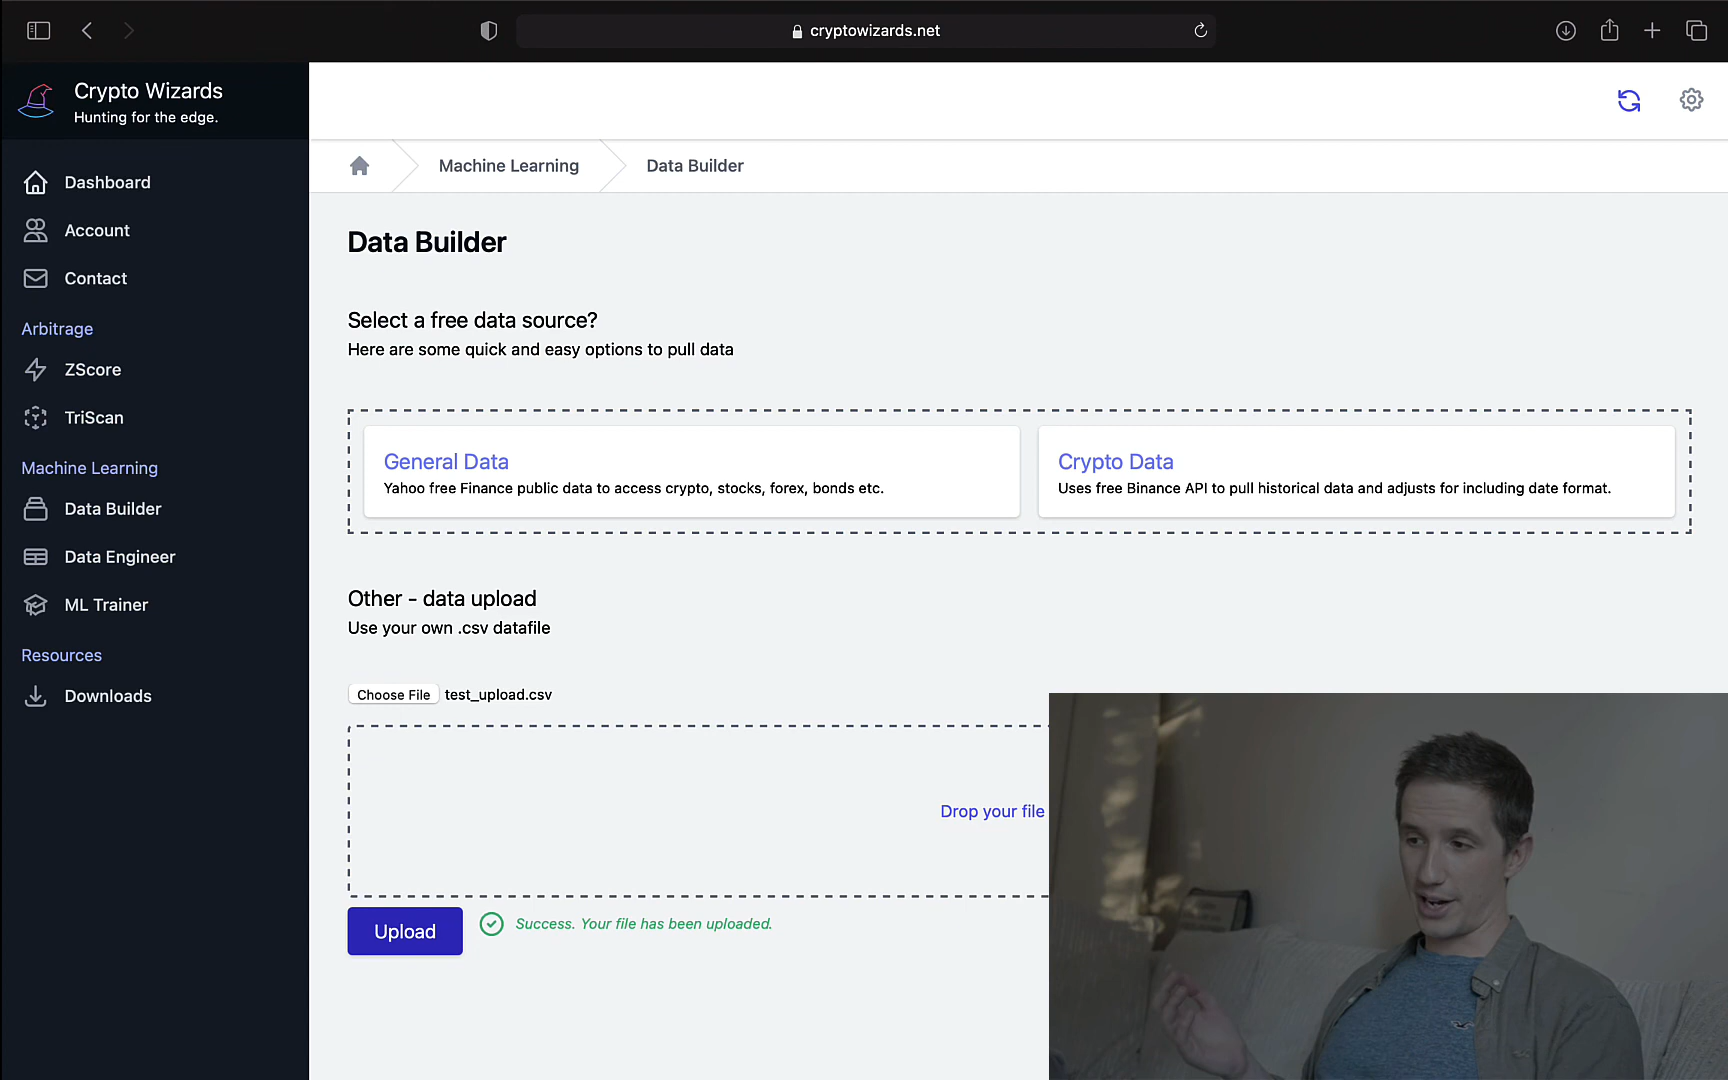 cryptowizards.net
Crypto Wizards
Hunting for the edge.
Dashboard
Account
Contact
Arbitrage
ZScore
TriScan
Machine Learning
Data Builder
Data Engineer
ML Trainer
Resources
Downloads
Machine Learning
Data Builder
Data Builder
Select a free data source?
Here are some quick and easy options to pull data
General Data
Yahoo free Finance public data to access crypto, stocks, forex, bonds etc.
Crypto Data
Uses free Binance API to pull historical data and adjusts for including date format.
Other - data upload
Use your own .csv datafile
Choose File test_upload.csv
Drop your file
Upload
Success. Your file has been uploaded.